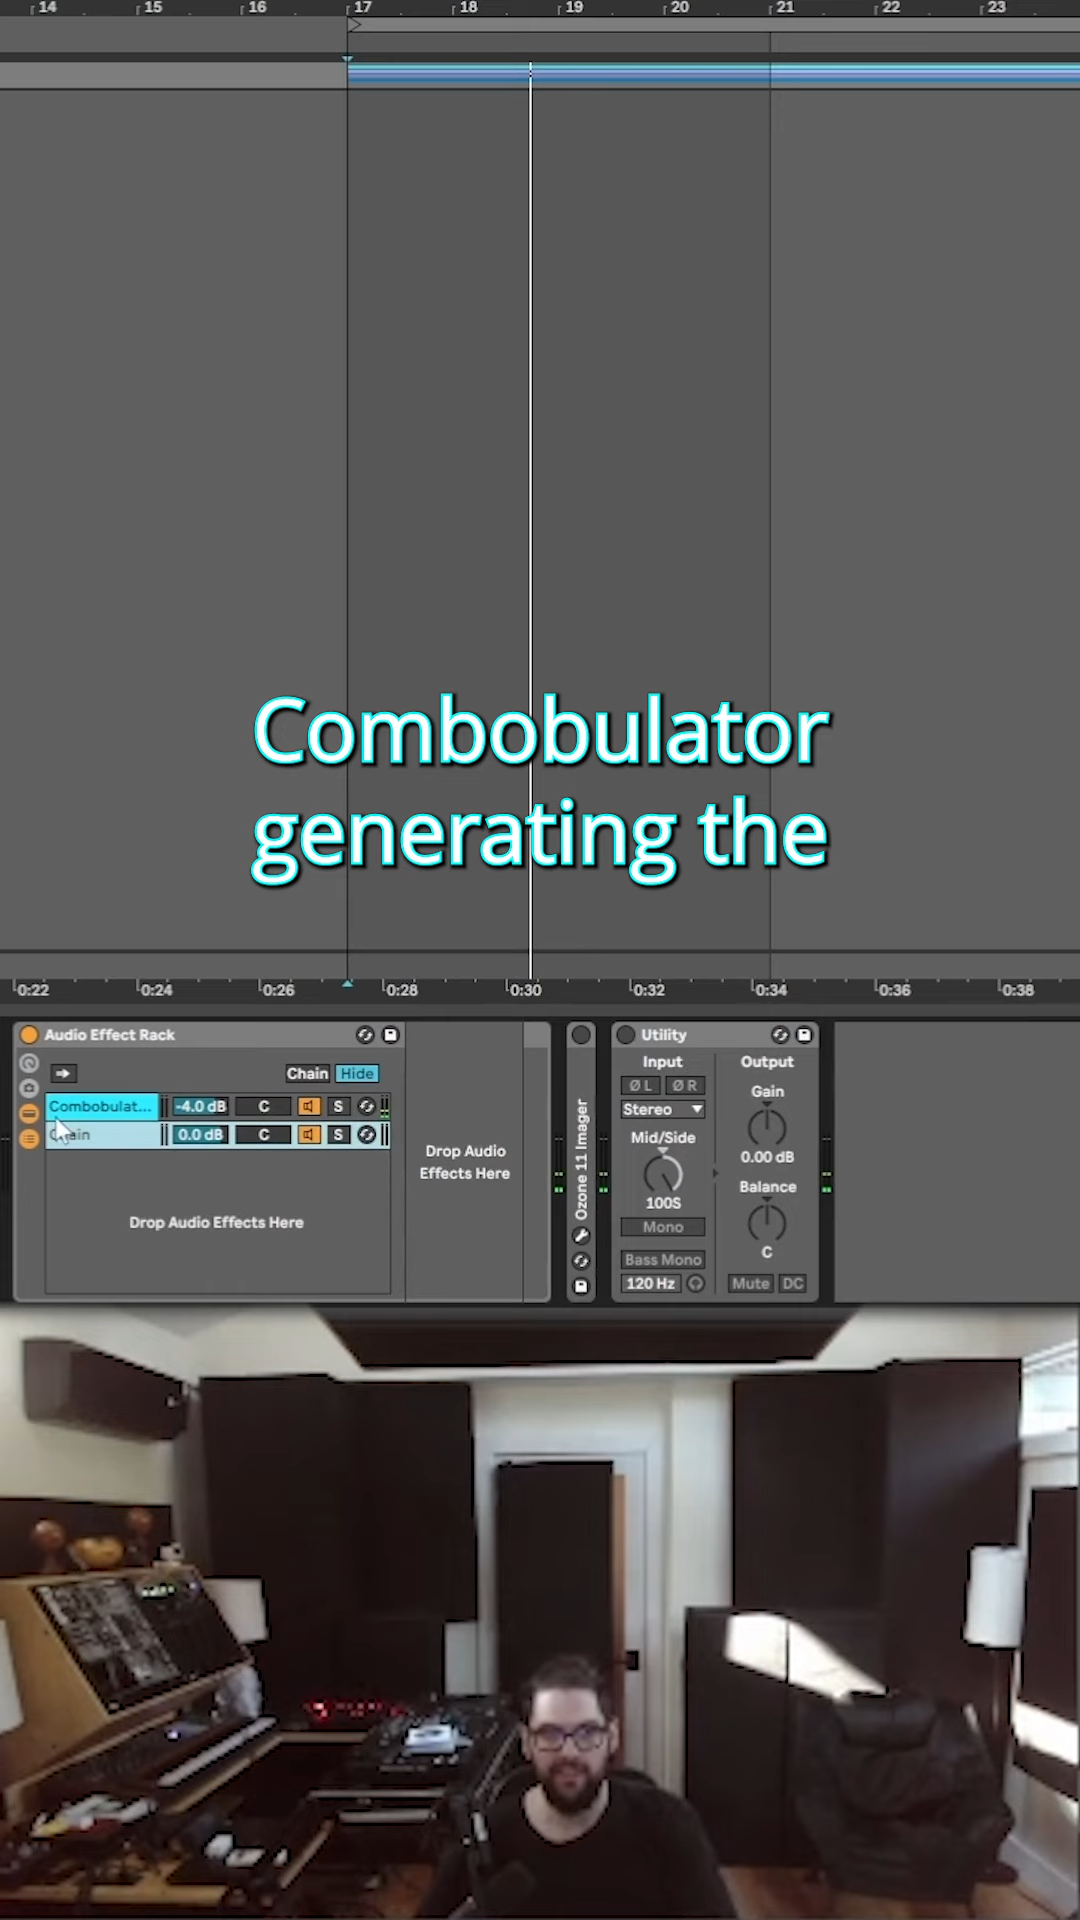 14 15 16 17 18 19 20 21 22 23
Combobulator
generating the
0:22 0:24 0:26 0:28 0:30 0:32 0:34 0:36 0:38
Audio Effect Rack
Chain Hide
Combobulat... -4.0 dB C S
Chain 0.0 dB C S
Drop Audio Effects Here
Drop Audio
Effects Here
Ozone 11 Imager
Utility
Input Output
Ø L Ø R
Gain
Stereo
Mid/Side
0.00 dB
Balance
100S
Mono
C
Bass Mono
120 Hz Mute DC